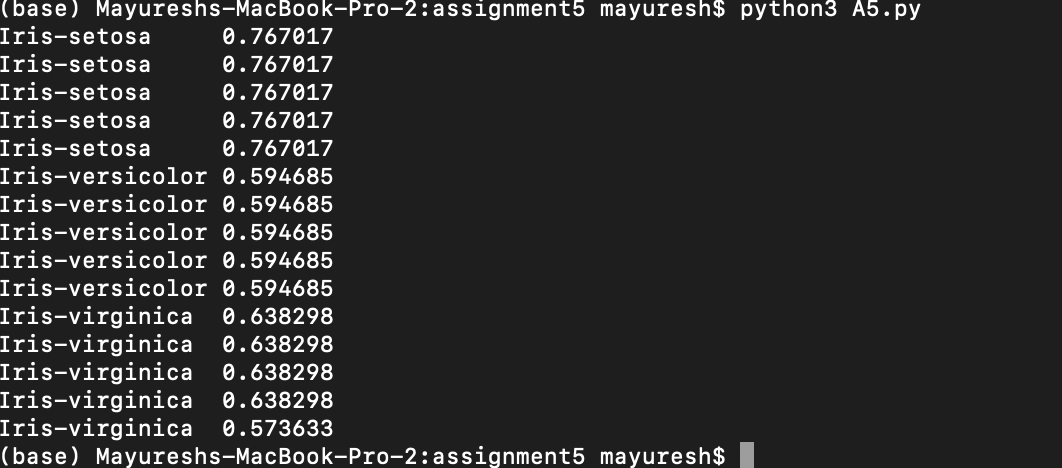 (base) Mayureshs-MacBook-Pro-2:assignment5 mayuresh$ python3 A5.py
Iris-setosa     0.767017
Iris-setosa     0.767017
Iris-setosa     0.767017
Iris-setosa     0.767017
Iris-setosa     0.767017
Iris-versicolor 0.594685
Iris-versicolor 0.594685
Iris-versicolor 0.594685
Iris-versicolor 0.594685
Iris-versicolor 0.594685
Iris-virginica  0.638298
Iris-virginica  0.638298
Iris-virginica  0.638298
Iris-virginica  0.638298
Iris-virginica  0.573633
(base) Mayureshs-MacBook-Pro-2:assignment5 mayuresh$